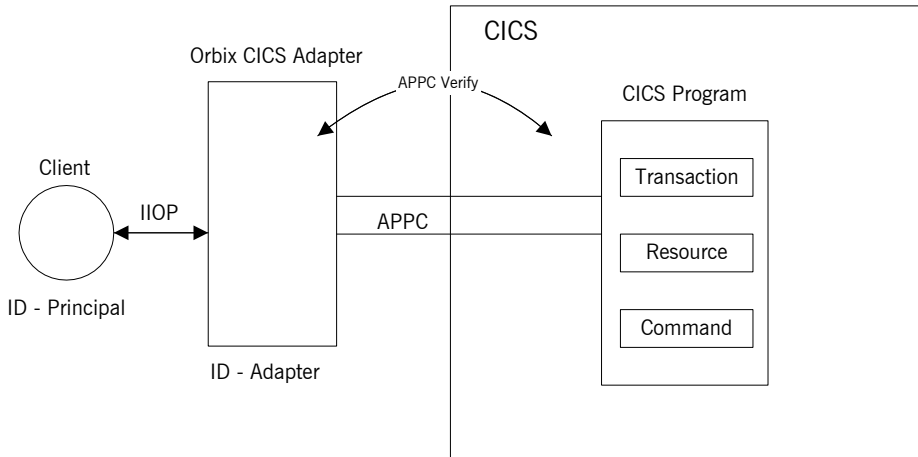 CICS
Orbix CICS Adapter
APPC Verify
CICS Program
Client
Transaction
IIOP
APPC
Resource
ID - Principal
Command
ID - Adapter